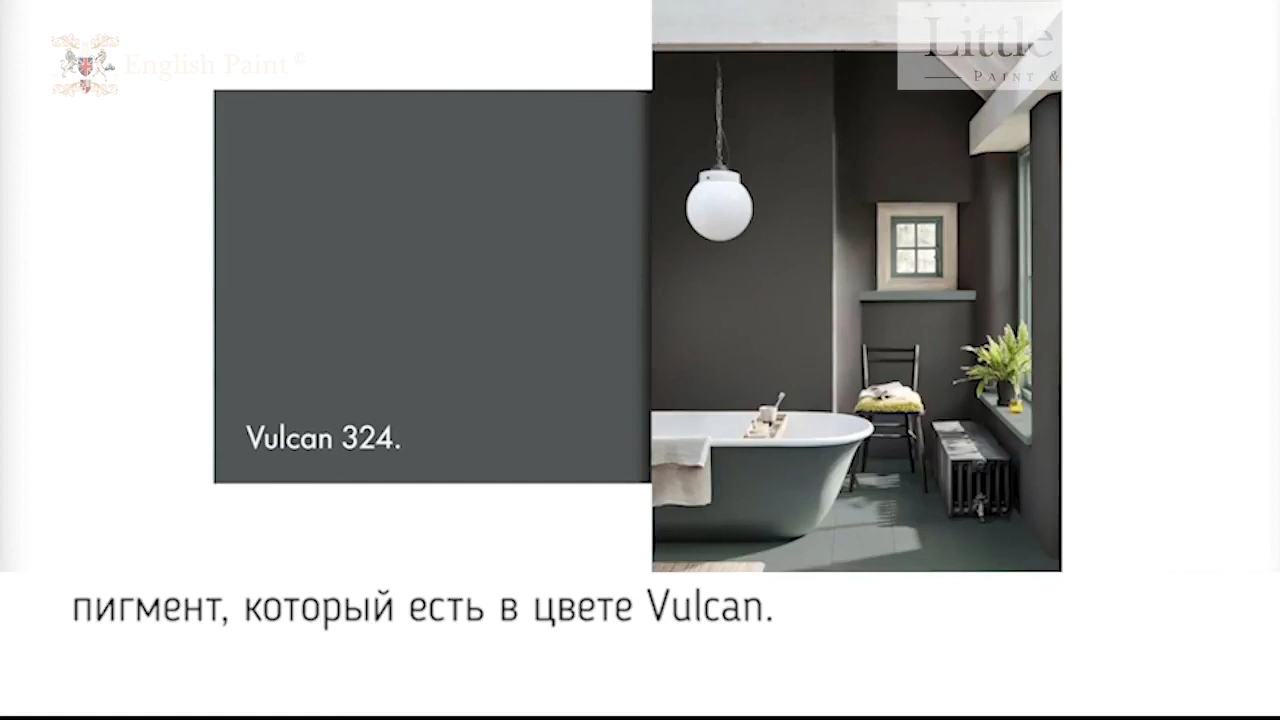 English Paint ©
Little
PAINT &
Vulcan 324.
пигмент, который есть в цвете Vulcan.